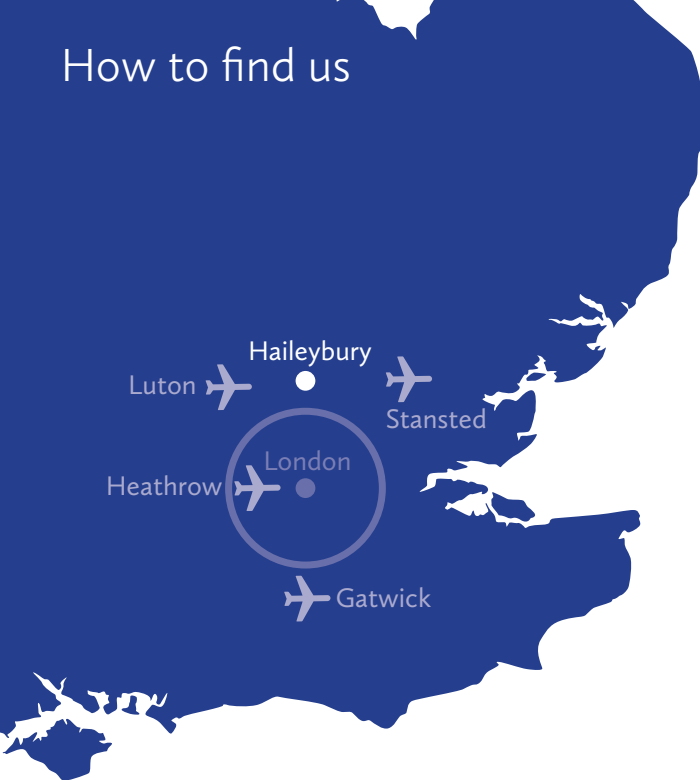 How to find us
Haileybury
Luton
Stansted
London
Heathrow
Gatwick